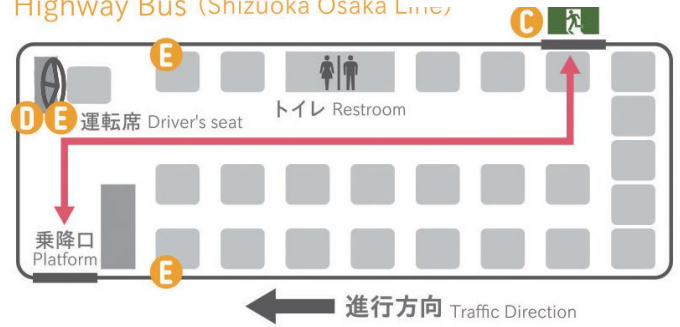 Highway Bus (Shizuoka Osaka Line)
C
E
トイレ Restroom
D E 運転席 Driver's seat
乗降口
Platform
E
進行方向 Traffic Direction